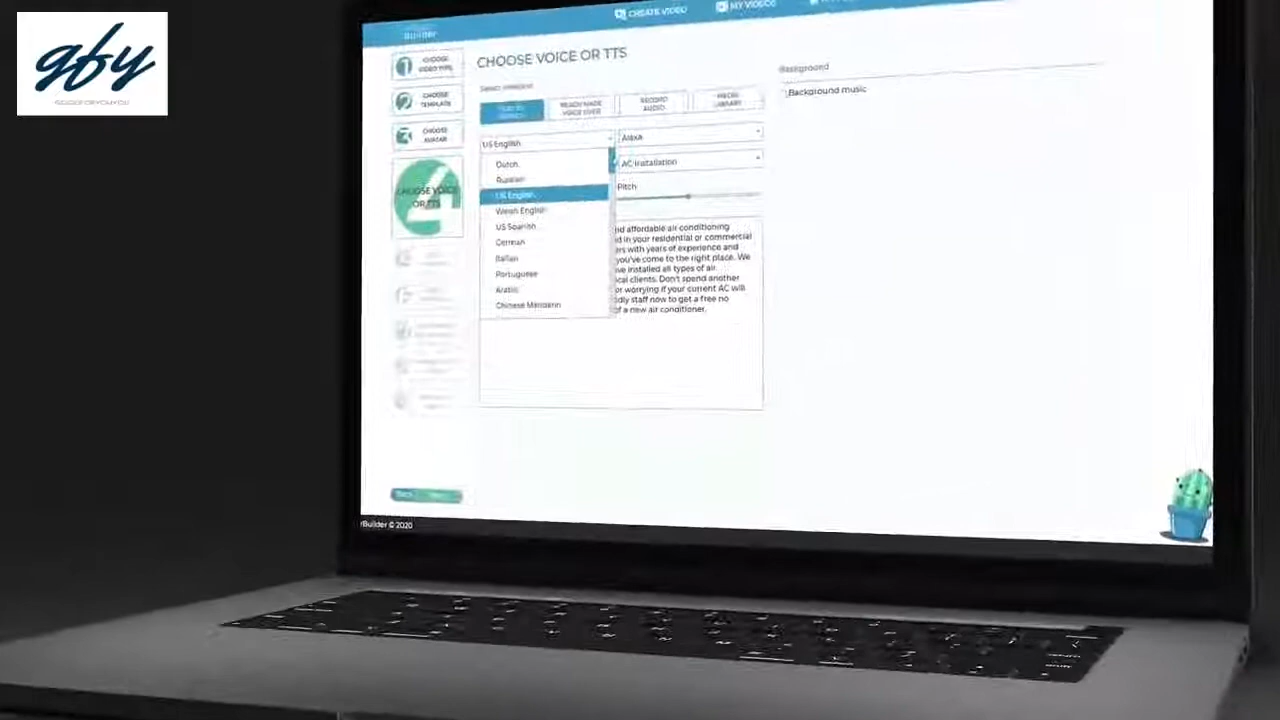 gfy
CREATE VIDEO
MY VIDEOS
CHOOSE
VIDEO TYPE
CHOOSE
TEMPLATE
CHOOSE
AVATAR
CHOOSE VOICE
OR TTS
CHOOSE VOICE OR TTS
READY MADE
VOICE OVER
RECORD
AUDIO
MEDIA
LIBRARY
US English
Dutch
Russian
US English
Welsh English
US Spanish
German
Italian
Portuguese
Arabic
Chinese Mandarin
AC Installation
Pitch
nd affordable air conditioning
d in your residential or commercial
rs with years of experience and
you've come to the right place. We
ve installed all types of air
ical clients. Don't spend another
or worrying if your current AC will
dly staff now to get a free no
of a new air conditioner.
Background
Background music
Back
rBuilder © 2020